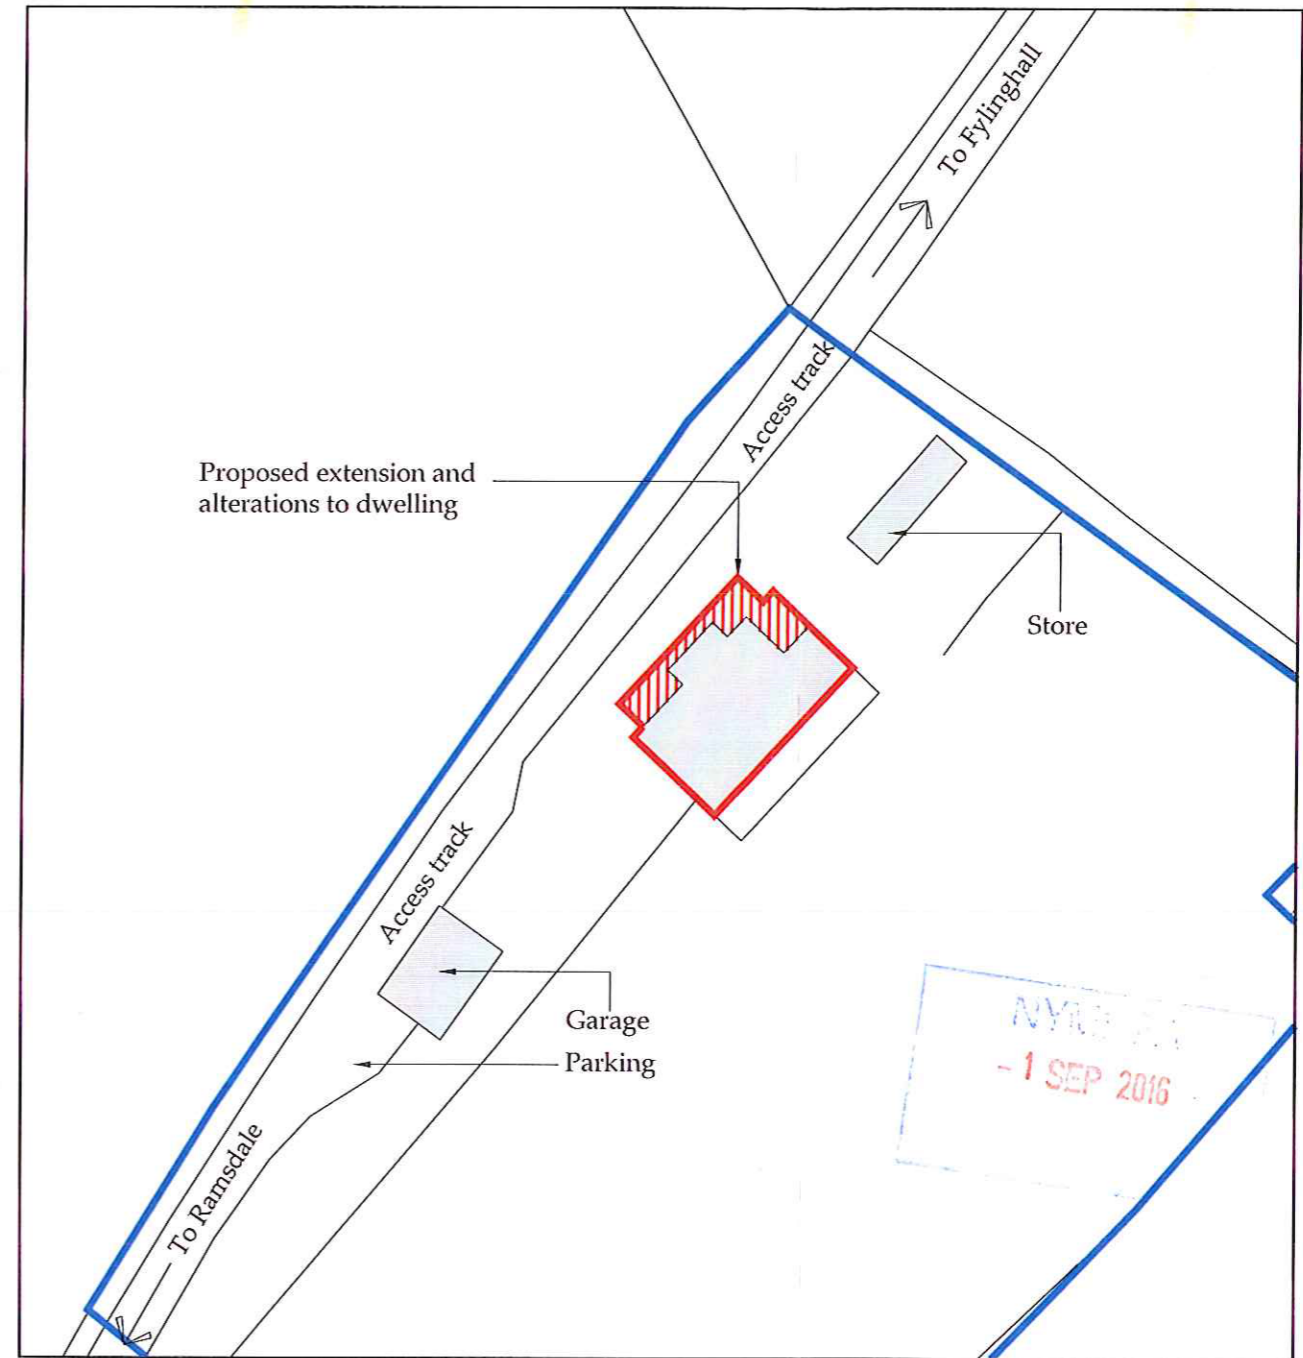 To Fylinghall
Access track
Proposed extension and
alterations to dwelling
Store
Access track
Garage
Parking
- 1 SEP 2016
To Ramsdale